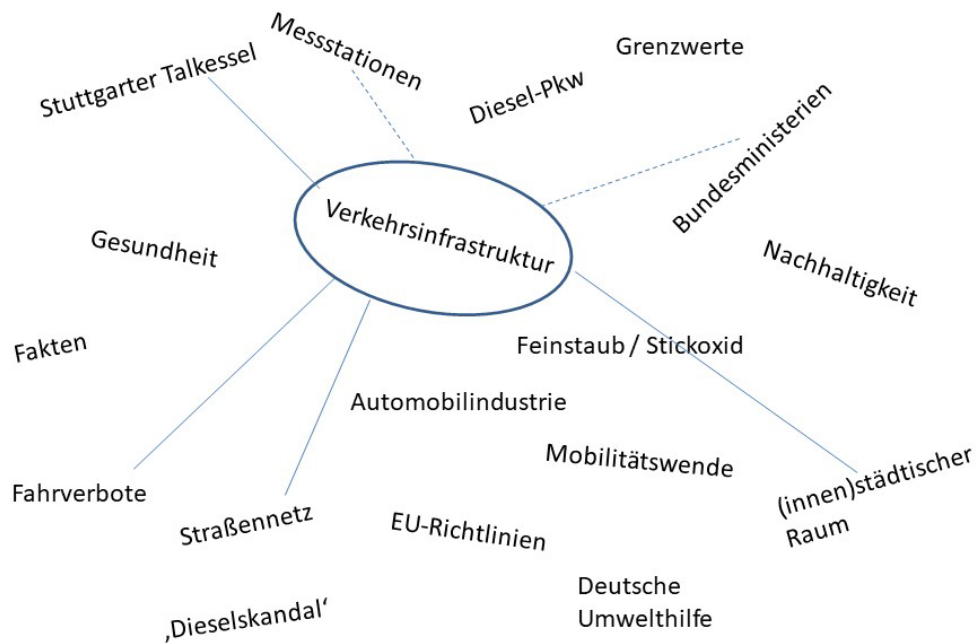 Messstationen
Grenzwerte
Stuttgarter Talkessel
Diesel-Pkw
Bundesministerien
Verkehrsinfrastruktur
Gesundheit
Nachhaltigkeit
Fakten
Feinstaub / Stickoxid
Automobilindustrie
Mobilitätswende
Fahrverbote
(innen)städtischer
Raum
Straßennetz
EU-Richtlinien
‚Dieselskandal‘
Deutsche
Umwelthilfe